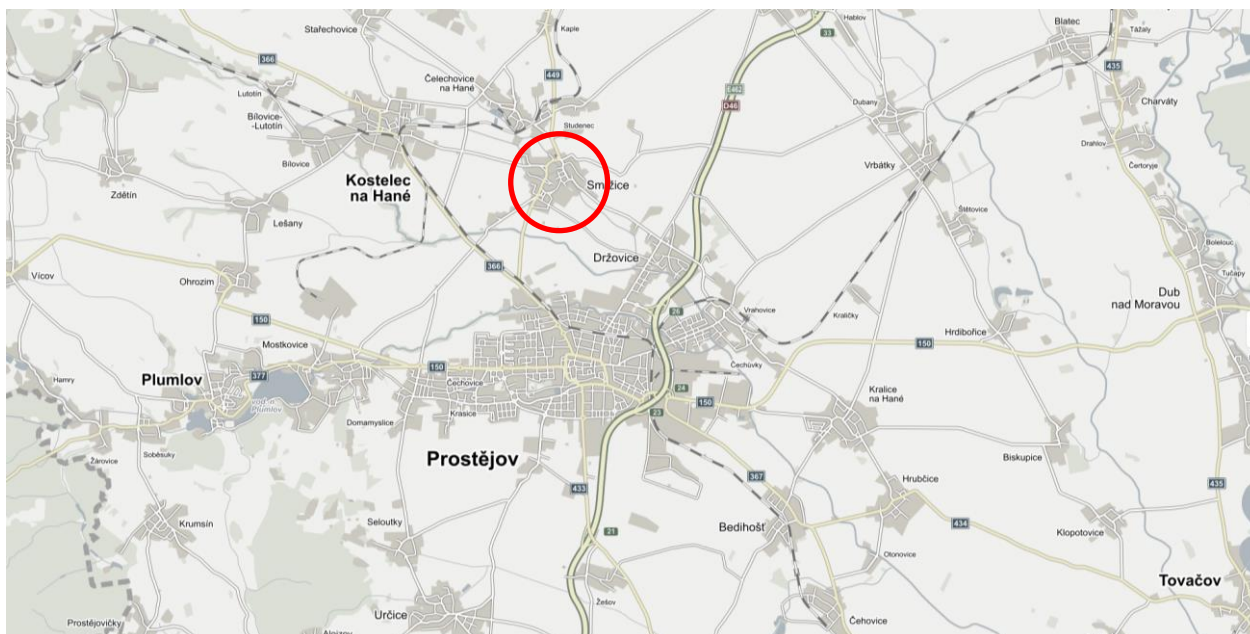 Stařechovice
Kaple
33
Hablov
Blatec
Tážaly
366
449
435
Čelechovice
na Hané
Lutotín
E462
D46
Dubany
Charváty
Bílovice-
-Lutotín
Studenec
Bílovice
Vrbátky
Drahlov
Čertoryje
Zdětín
Kostelec
na Hané
Smržice
Lešany
Štětovice
Bolelouc
Držovice
Tučapy
Vícov
Ohrozim
366
Dub
nad Moravou
150
26
Vrahovice
Kraličky
Hrdibořice
Mostkovice
150
150
Hamry
Plumlov
377
vod. n.
Plumlov
Čechovice
Čechůvky
24
Kralice
na Hané
Domamyslice
Krasice
23
150
Žárovice
Soběsuky
Prostějov
Biskupice
367
433
Hrubčice
435
Krumsín
Seloutky
21
Bedihošť
434
Klopotovice
Otonovice
Žešov
Tovačov
Prostějovičky
Určice
Alojzov
Čehovice